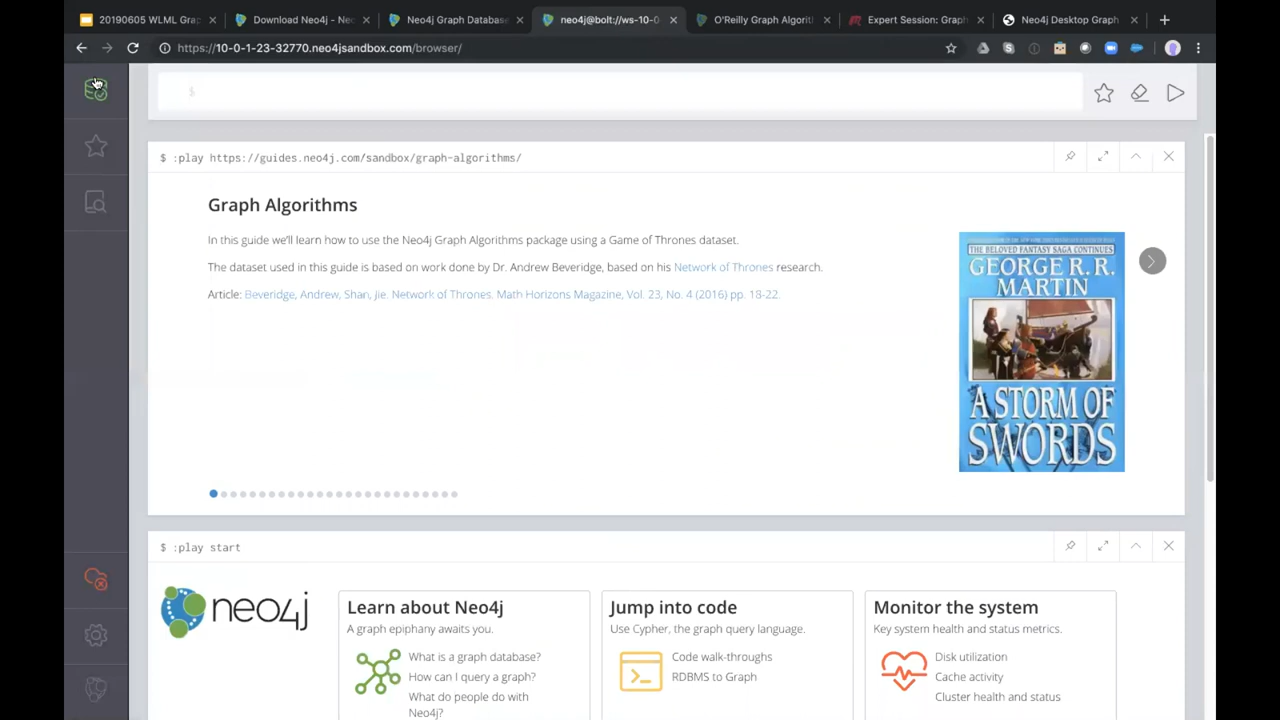 20190605 WLML Gra
Download Neo4j - Ne
Neo4j Graph Database
neo4j@bolt://ws-10-0
O'Reilly Graph Algorit
Expert Session: Graph
Neo4j Desktop Graph
https://10-0-1-23-32770.neo4jsandbox.com/browser/
$
$ :play https://guides.neo4j.com/sandbox/graph-algorithms/
Graph Algorithms
In this guide we'll learn how to use the Neo4j Graph Algorithms package using a Game of Thrones dataset.
The dataset used in this guide is based on work done by Dr. Andrew Beveridge, based on his Network of Thrones research.
Article: Beveridge, Andrew, Shan, Jie. Network of Thrones. Math Horizons Magazine, Vol. 23, No. 4 (2016) pp. 18-22.
THE BELOVED FANTASY SAGA CONTINUES
GEORGE R. R.
MARTIN
A STORM OF
SWORDS
$ :play start
neo4j
Learn about Neo4j
A graph epiphany awaits you.
What is a graph database?
How can I query a graph?
What do people do with
Neo4j?
Jump into code
Use Cypher, the graph query language.
Code walk-throughs
RDBMS to Graph
Monitor the system
Key system health and status metrics.
Disk utilization
Cache activity
Cluster health and status